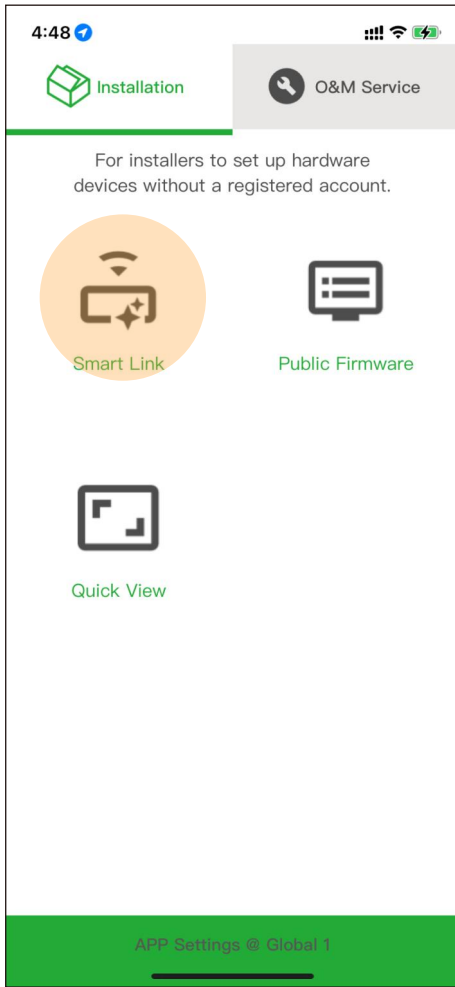 4:48
Installation
O&M Service
For installers to set up hardware
devices without a registered account.
Smart Link
Public Firmware
Quick View
APP Settings @ Global 1